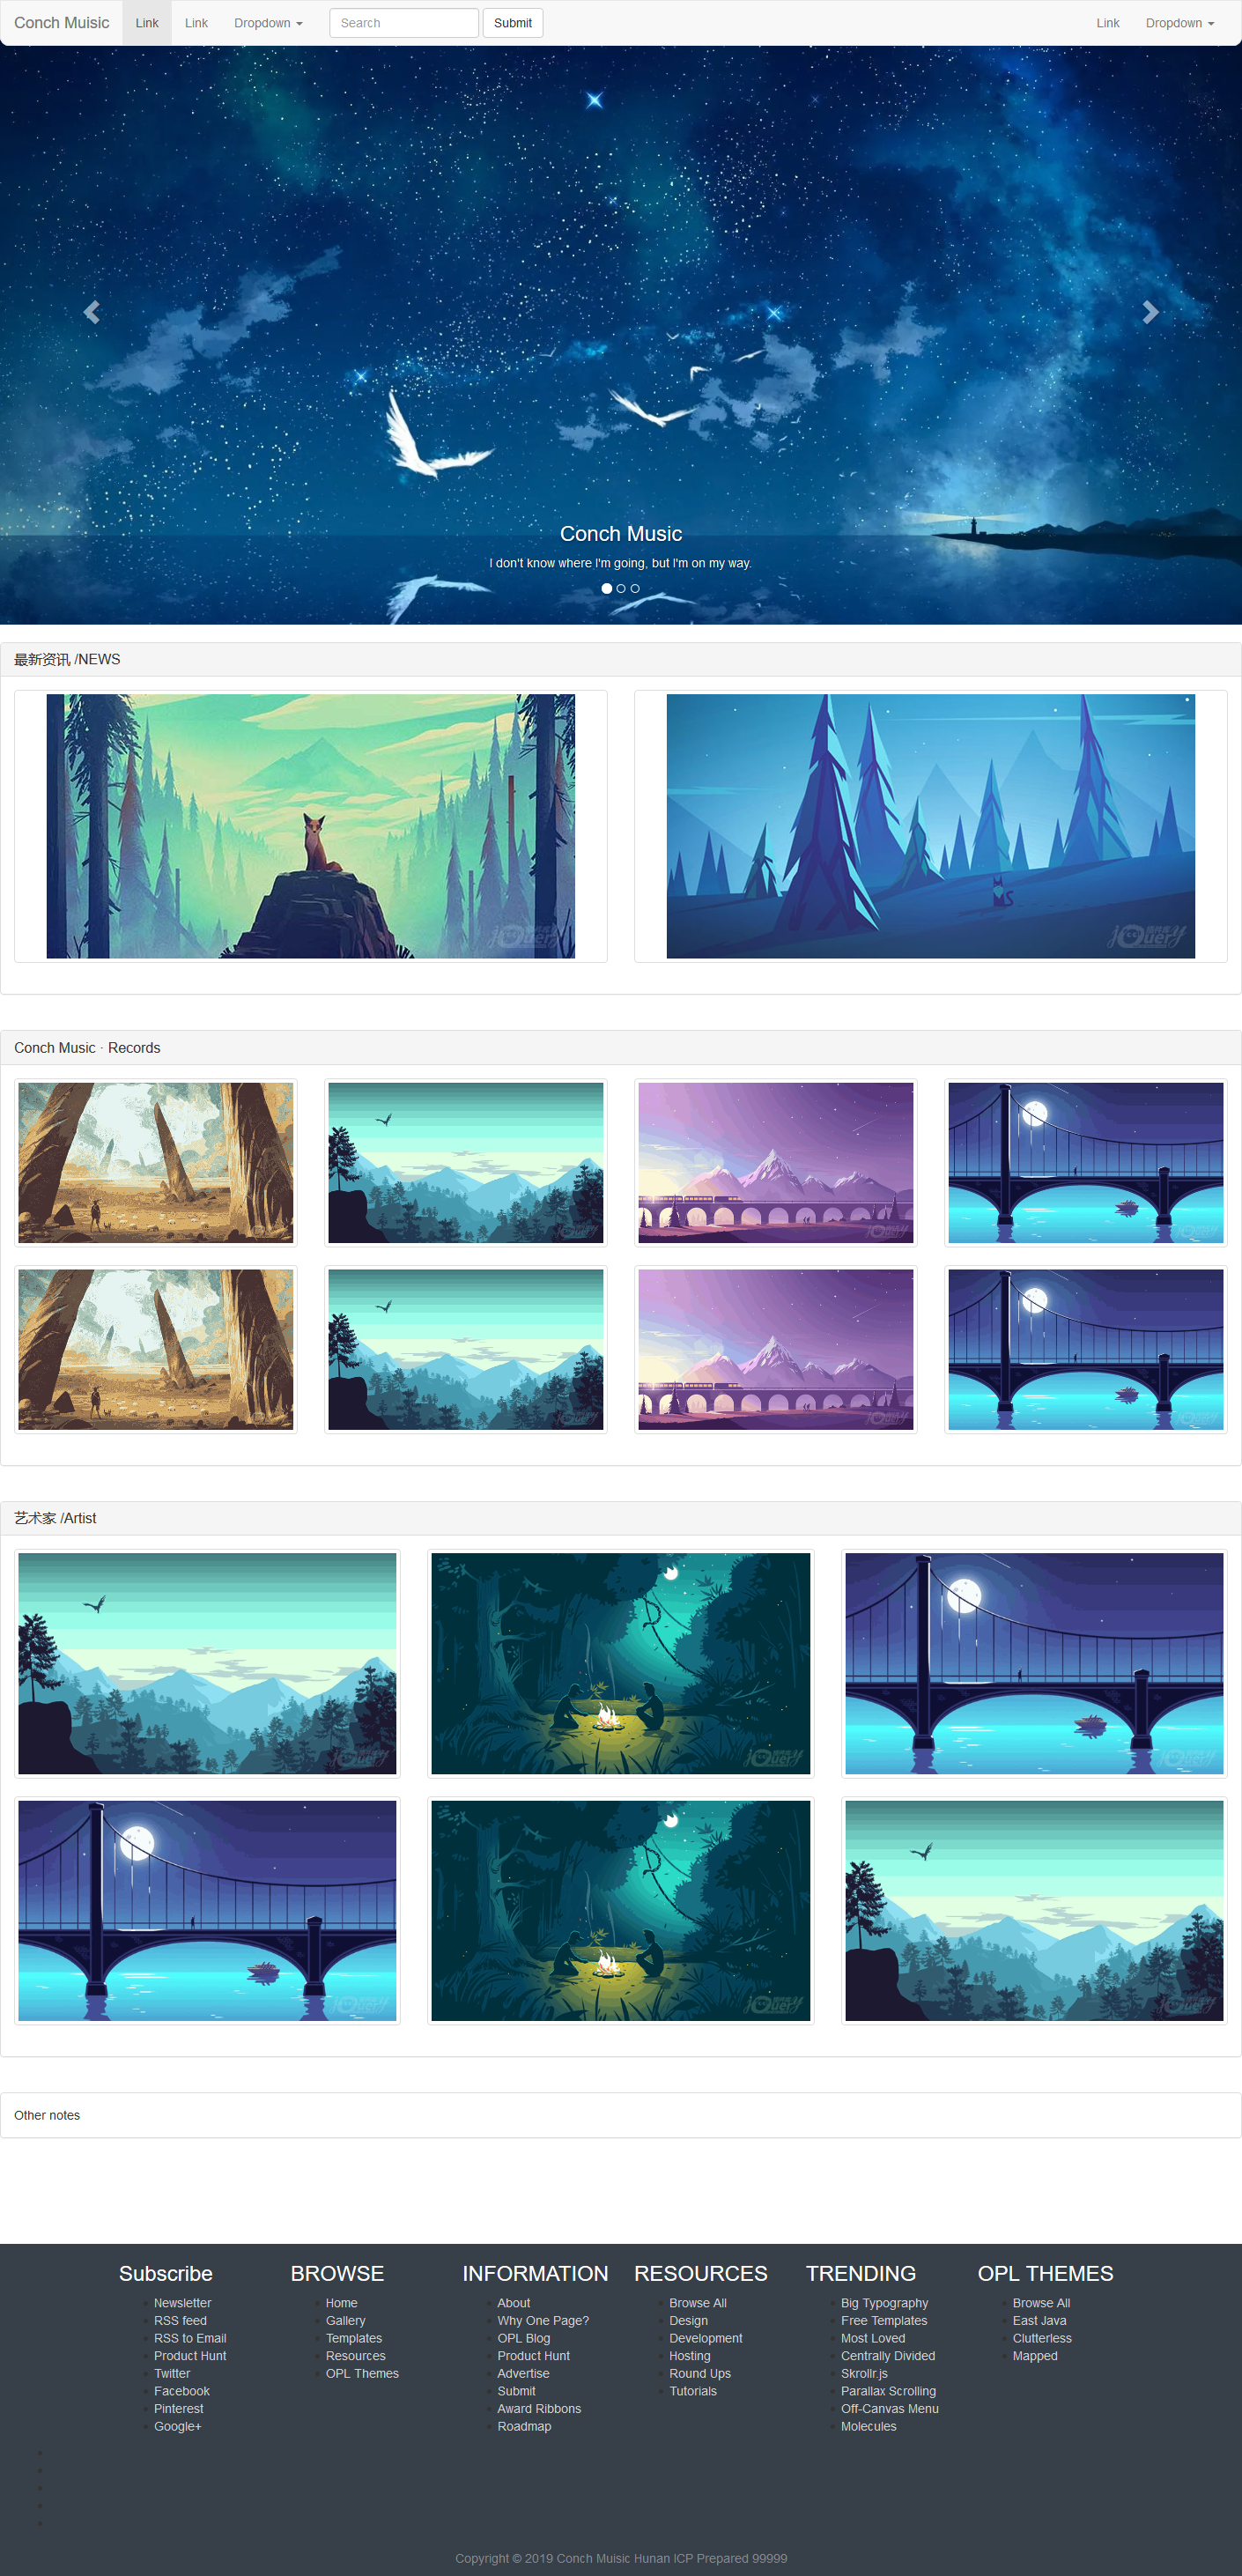 Conch Muisic Link Link Dropdown Search Submit Link Dropdown
Conch Music
I don't know where I'm going, but I'm on my way.
最新资讯 /NEWS
Conch Music · Records
艺术家 /Artist
Other notes
Subscribe
Newsletter
RSS feed
RSS to Email
Product Hunt
Twitter
Facebook
Pinterest
Google+
BROWSE
Home
Gallery
Templates
Resources
OPL Themes
INFORMATION
About
Why One Page?
OPL Blog
Product Hunt
Advertise
Submit
Award Ribbons
Roadmap
RESOURCES
Browse All
Design
Development
Hosting
Round Ups
Tutorials
TRENDING
Big Typography
Free Templates
Most Loved
Centrally Divided
Skrollr.js
Parallax Scrolling
Off-Canvas Menu
Molecules
OPL THEMES
Browse All
East Java
Clutterless
Mapped
Copyright © 2019 Conch Muisic Hunan ICP Prepared 99999